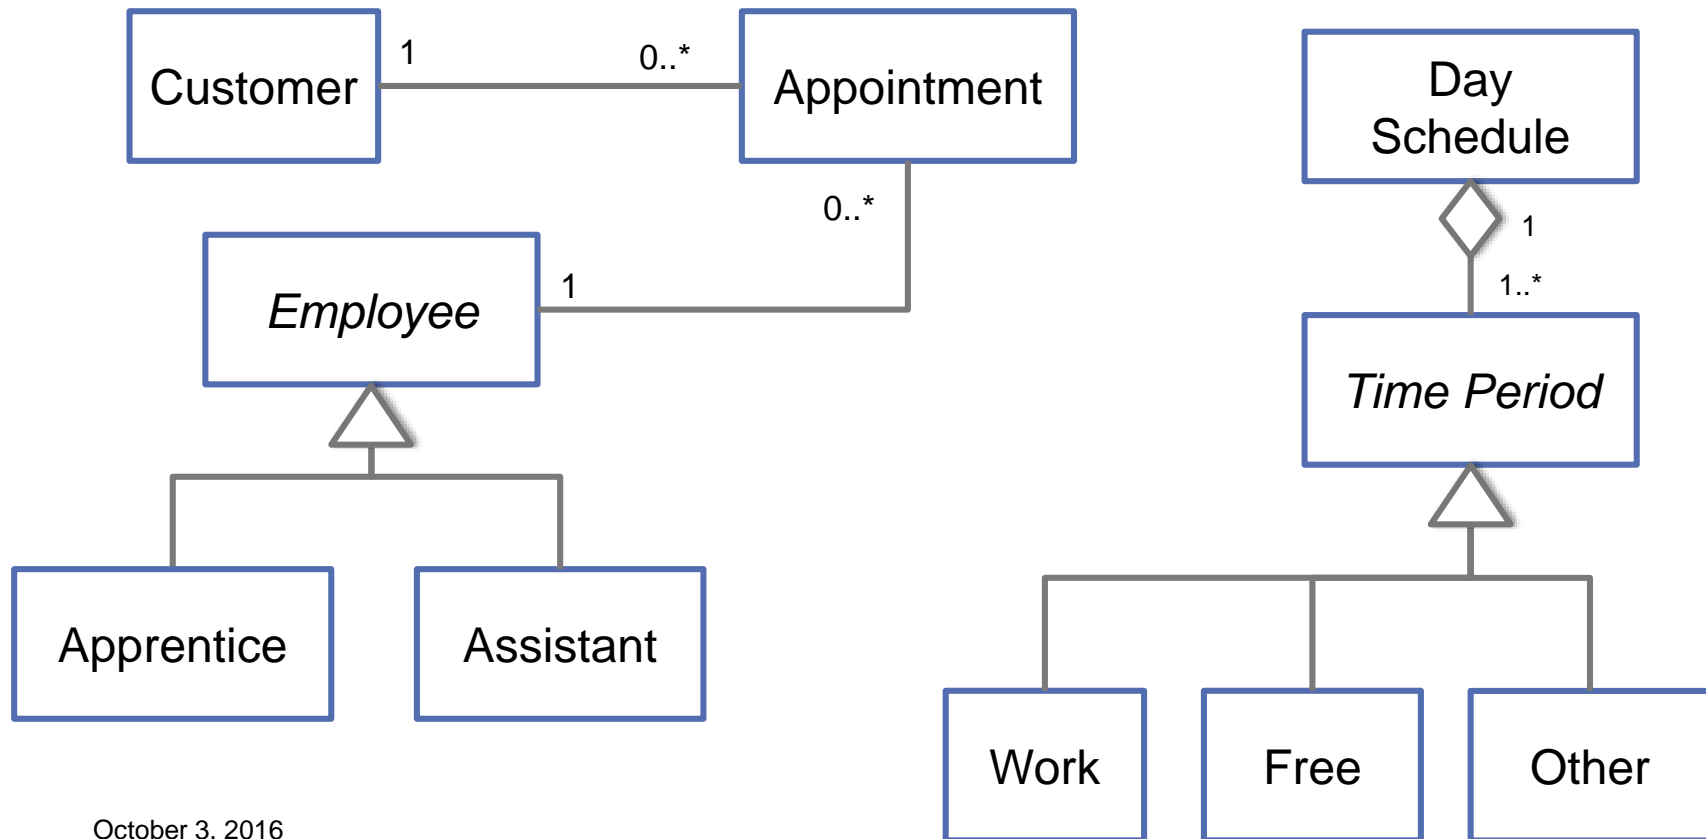 Customer
1
0..*
Appointment
Day
Schedule
0..*
1
1..*
Employee
1
Time Period
Apprentice
Assistant
Work
Free
Other
October 3, 2016